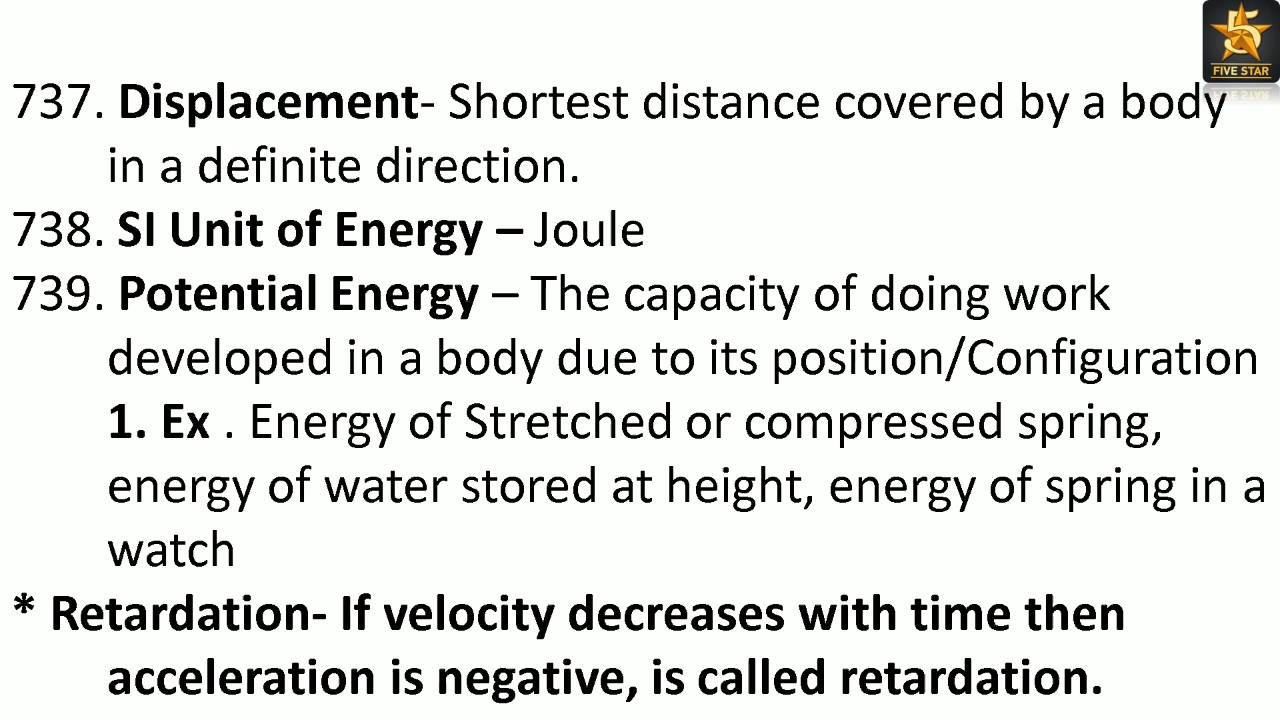 5
FIVE STAR
737. Displacement- Shortest distance covered by a body
in a definite direction.
738. SI Unit of Energy – Joule
739. Potential Energy – The capacity of doing work
developed in a body due to its position/Configuration
1. Ex . Energy of Stretched or compressed spring,
energy of water stored at height, energy of spring in a
watch
* Retardation- If velocity decreases with time then
acceleration is negative, is called retardation.